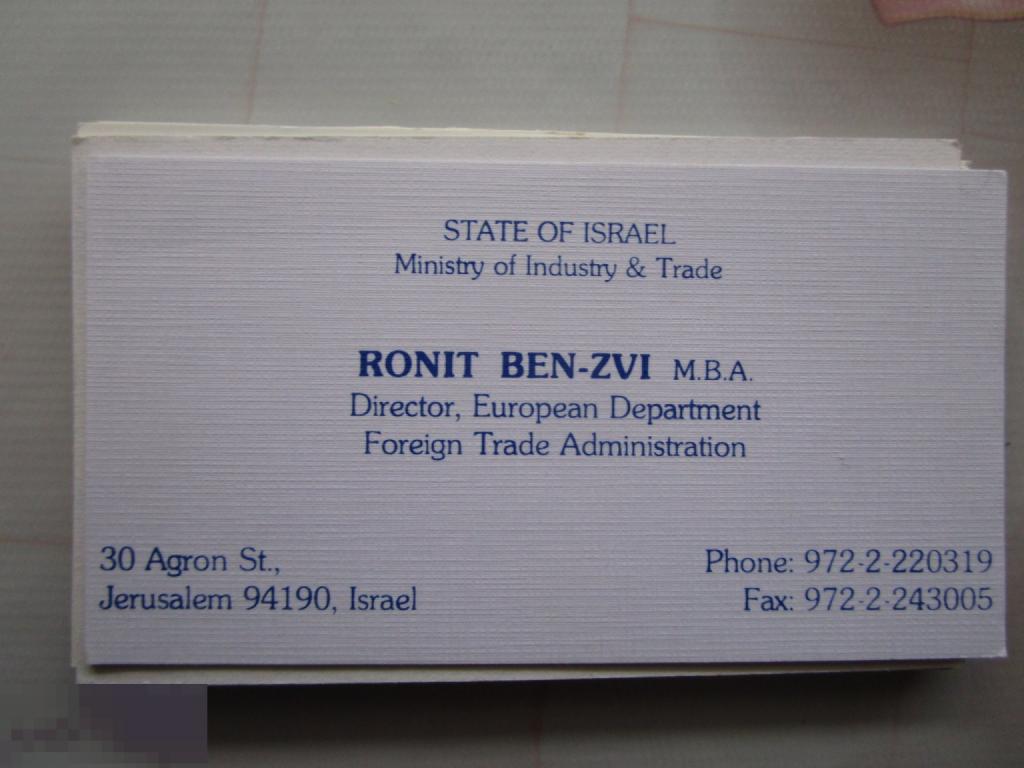 STATE OF ISRAEL
Ministry of Industry & Trade
RONIT BEN-ZVI M.B.A.
Director, European Department
Foreign Trade Administration
30 Agron St.,
Jerusalem 94190, Israel
Phone: 972-2-220319
Fax: 972-2-243005